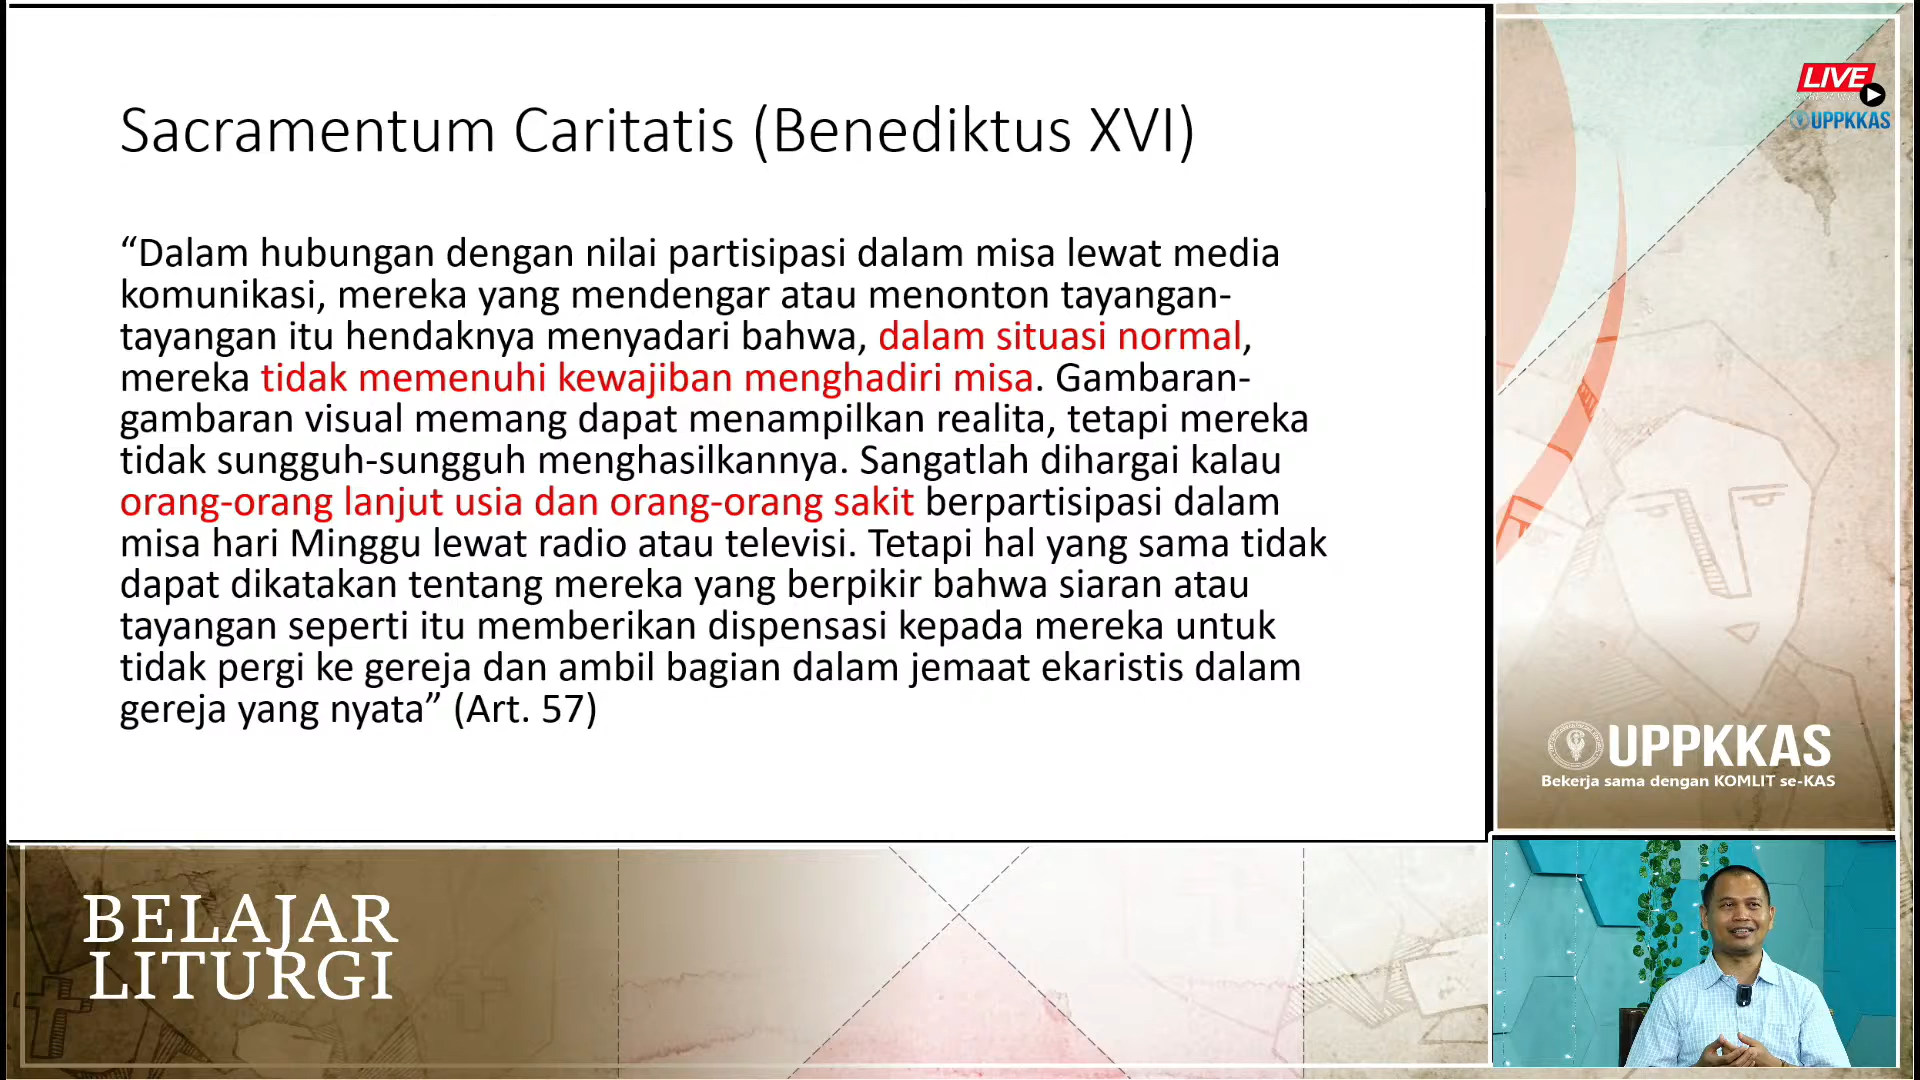 Sacramentum Caritatis (Benediktus XVI)
“Dalam hubungan dengan nilai partisipasi dalam misa lewat media
komunikasi, mereka yang mendengar atau menonton tayangan-
tayangan itu hendaknya menyadari bahwa, dalam situasi normal,
mereka tidak memenuhi kewajiban menghadiri misa. Gambaran-
gambaran visual memang dapat menampilkan realita, tetapi mereka
tidak sungguh-sungguh menghasilkannya. Sangatlah dihargai kalau
orang-orang lanjut usia dan orang-orang sakit berpartisipasi dalam
misa hari Minggu lewat radio atau televisi. Tetapi hal yang sama tidak
dapat dikatakan tentang mereka yang berpikir bahwa siaran atau
tayangan seperti itu memberikan dispensasi kepada mereka untuk
tidak pergi ke gereja dan ambil bagian dalam jemaat ekaristis dalam
gereja yang nyata” (Art. 57)
LIVE
UPPKKAS
UPPKKAS
Bekerja sama dengan KOMLIT se-KAS
BELAJAR
LITURGI